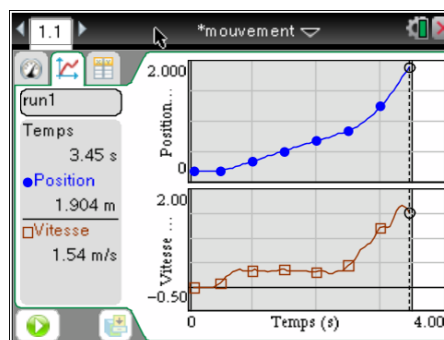 1.1
*mouvement
run1
Temps
3.45 s
Position
1.904 m
Vitesse
1.54 m/s
2.000
Position...
0
2.00
Vitesse ...
-0.50
0
Temps (s)
4.00